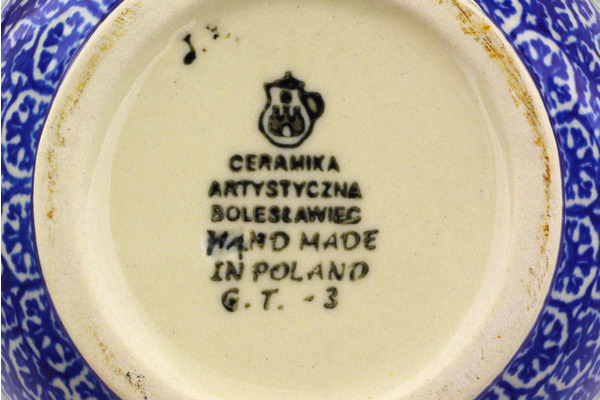 CERAMIKA
ARTYSTYCZNA
BOLESŁAWIEC
HAND MADE
IN POLAND
G.T. -3